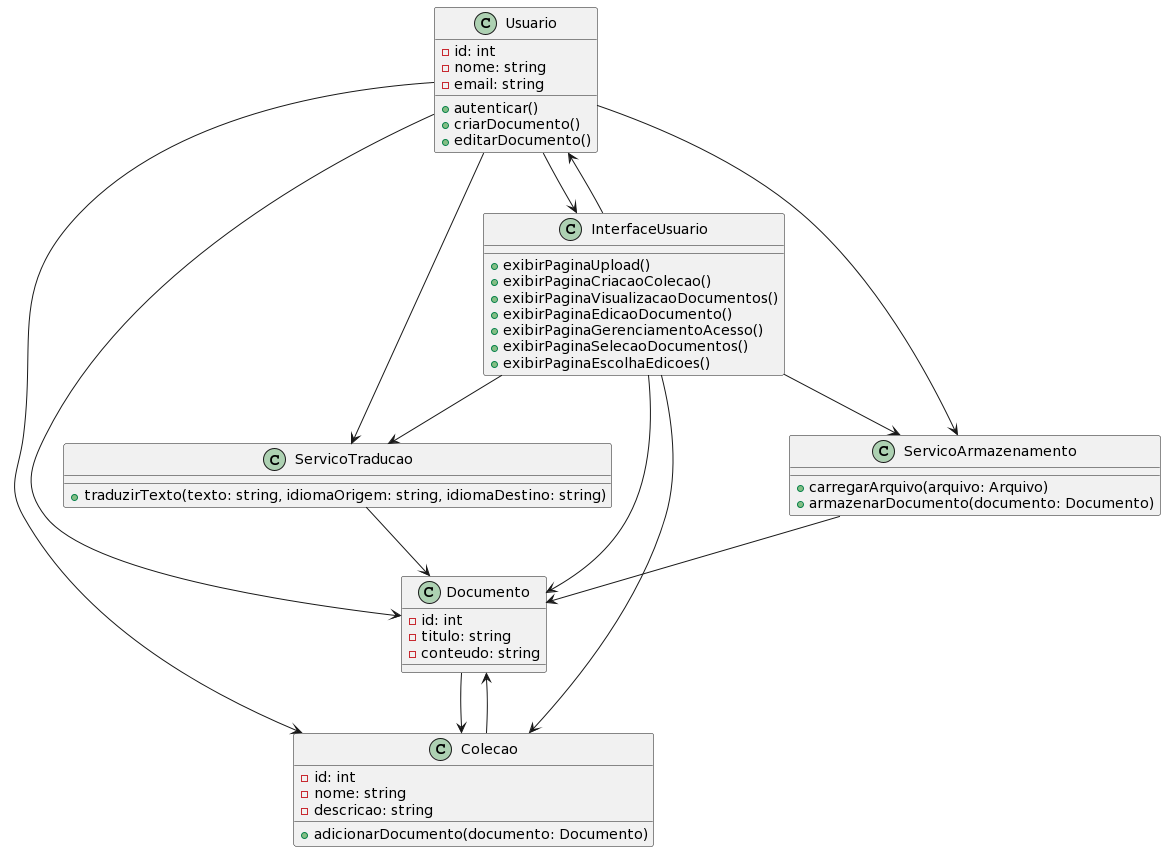 C Usuario
id: int
nome: string
email: string
autenticar()
criarDocumento()
editarDocumento()
C InterfaceUsuario
exibirPaginaUpload()
exibirPaginaCriacaoColecao()
exibirPaginaVisualizacaoDocumentos()
exibirPaginaEdicaoDocumento()
exibirPaginaGerenciamentoAcesso()
exibirPaginaSelecaoDocumentos()
exibirPaginaEscolhaEdicoes()
C ServicoTraducao
traduzirTexto(texto: string, idiomaOrigem: string, idiomaDestino: string)
C ServicoArmazenamento
carregarArquivo(arquivo: Arquivo)
armazenarDocumento(documento: Documento)
C Documento
id: int
titulo: string
conteudo: string
C Colecao
id: int
nome: string
descricao: string
adicionarDocumento(documento: Documento)